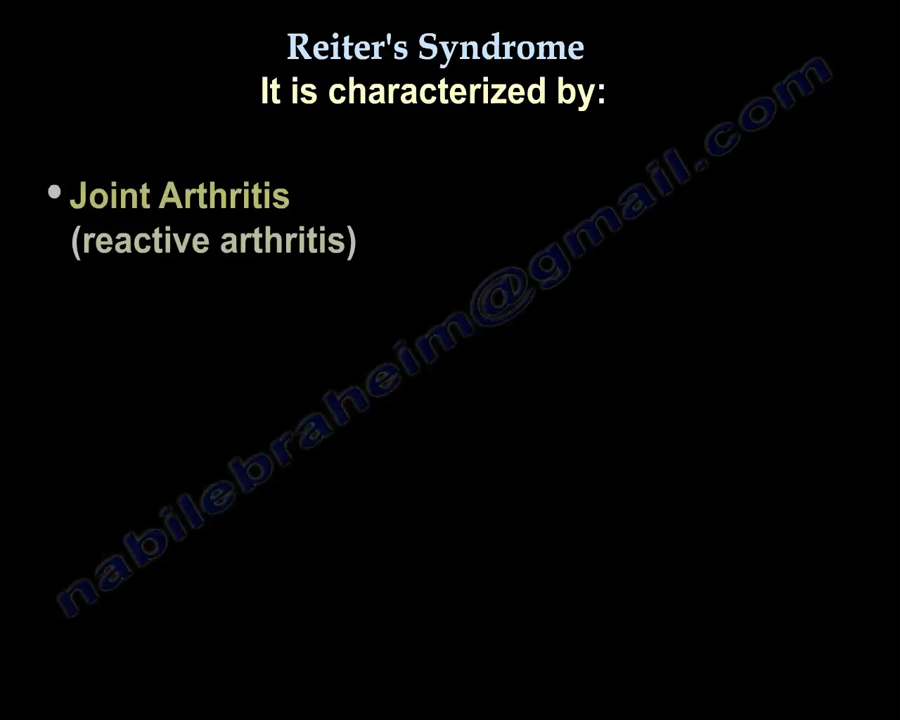 Reiter's Syndrome
It is characterized by:
• Joint Arthritis
(reactive arthritis)
nabilebraheim@gmail.com